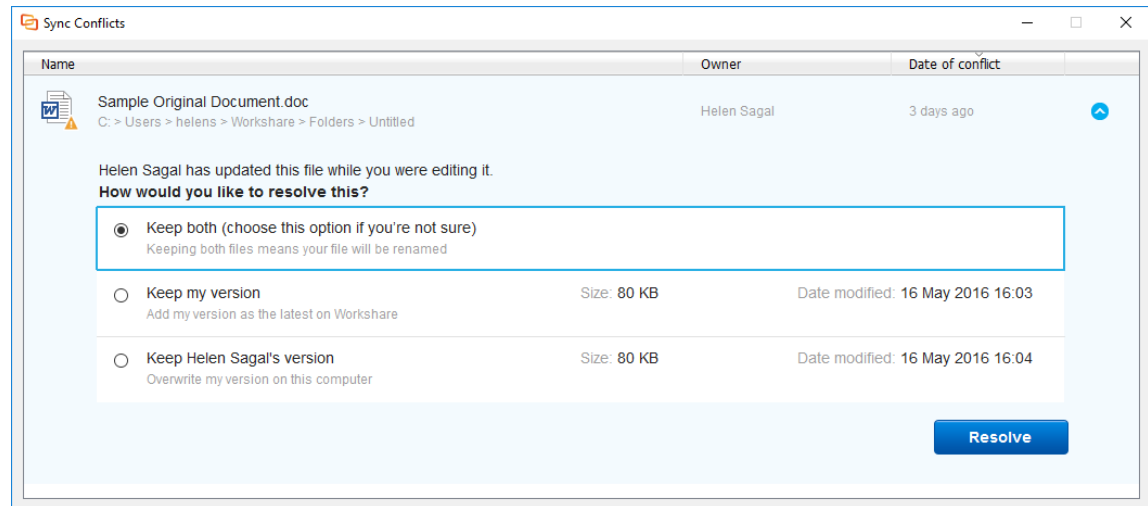 Sync Conflicts
Name Owner Date of conflict
Sample Original Document.doc
C: > Users > helens > Workshare > Folders > Untitled
Helen Sagal 3 days ago
Helen Sagal has updated this file while you were editing it.
How would you like to resolve this?
Keep both (choose this option if you're not sure)
Keeping both files means your file will be renamed
Keep my version Size: 80 KB Date modified: 16 May 2016 16:03
Add my version as the latest on Workshare
Keep Helen Sagal's version Size: 80 KB Date modified: 16 May 2016 16:04
Overwrite my version on this computer
Resolve